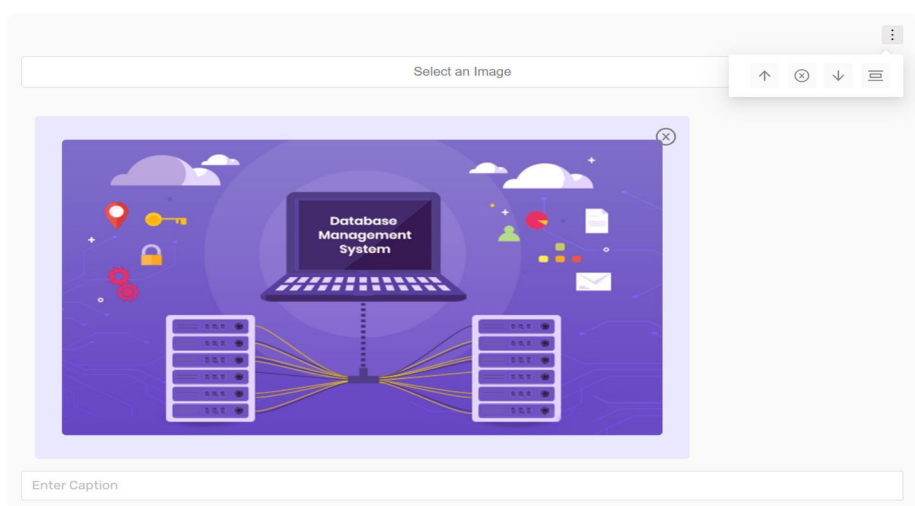 Select an Image
Database
Management
System
Enter Caption